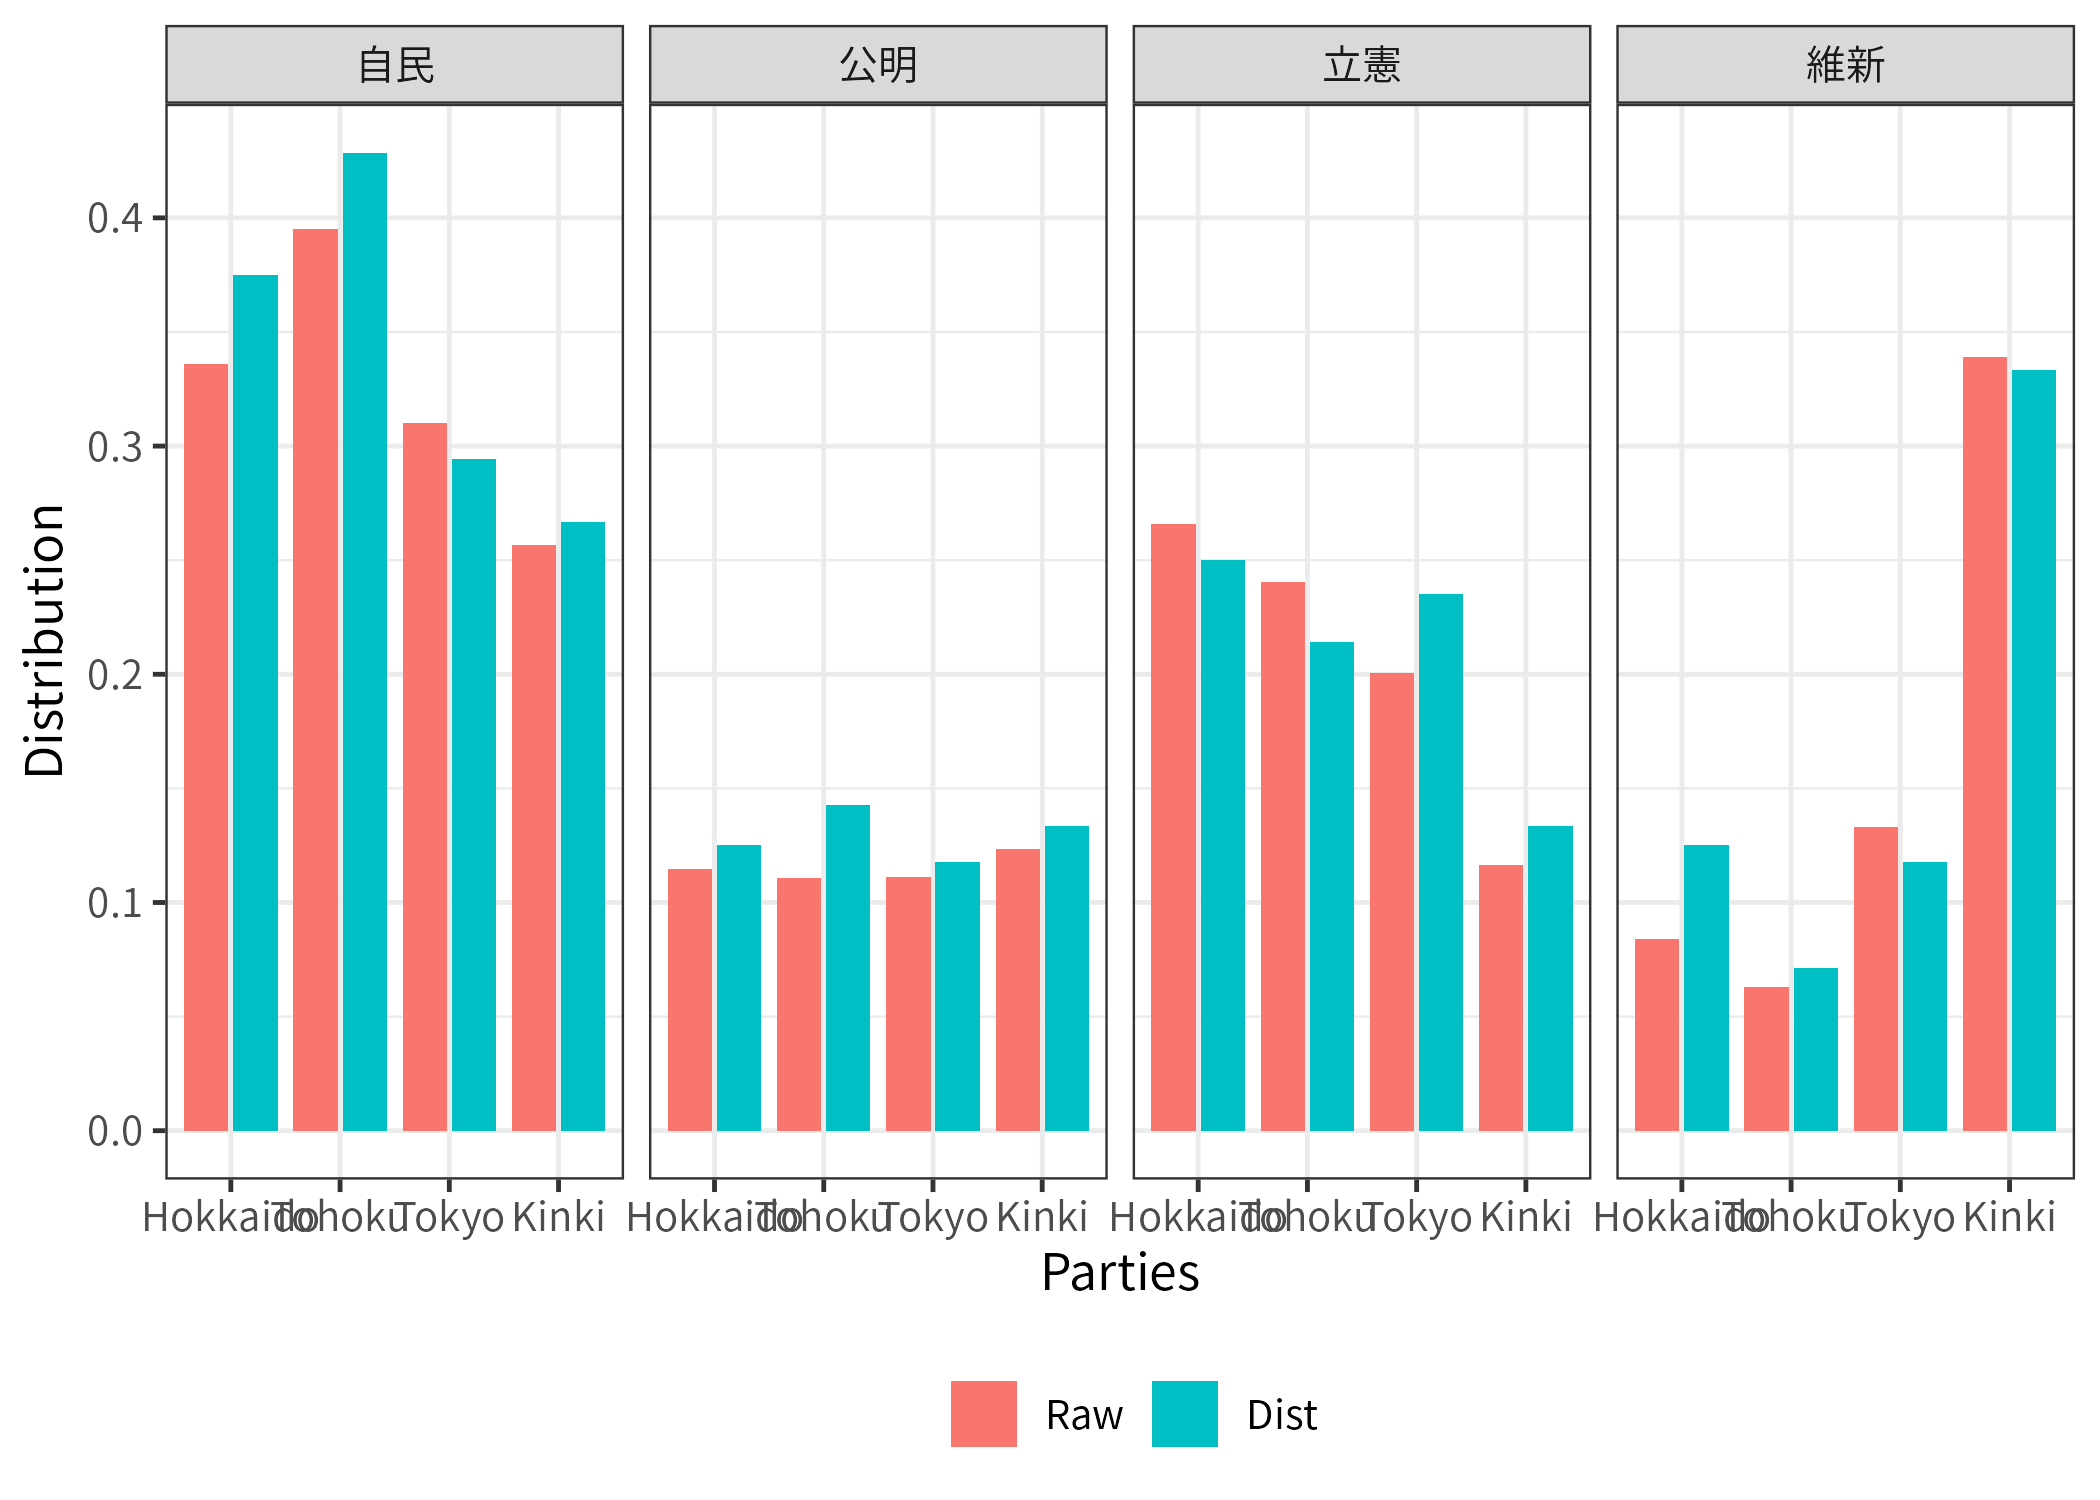 自民 公明 立憲 維新
Distribution
0.4
0.3
0.2
0.1
0.0
Hokkaido Tohoku Tokyo Kinki Hokkaido Tohoku Tokyo Kinki Hokkaido Tohoku Tokyo Kinki Hokkaido Tohoku Tokyo Kinki
Parties
Raw Dist